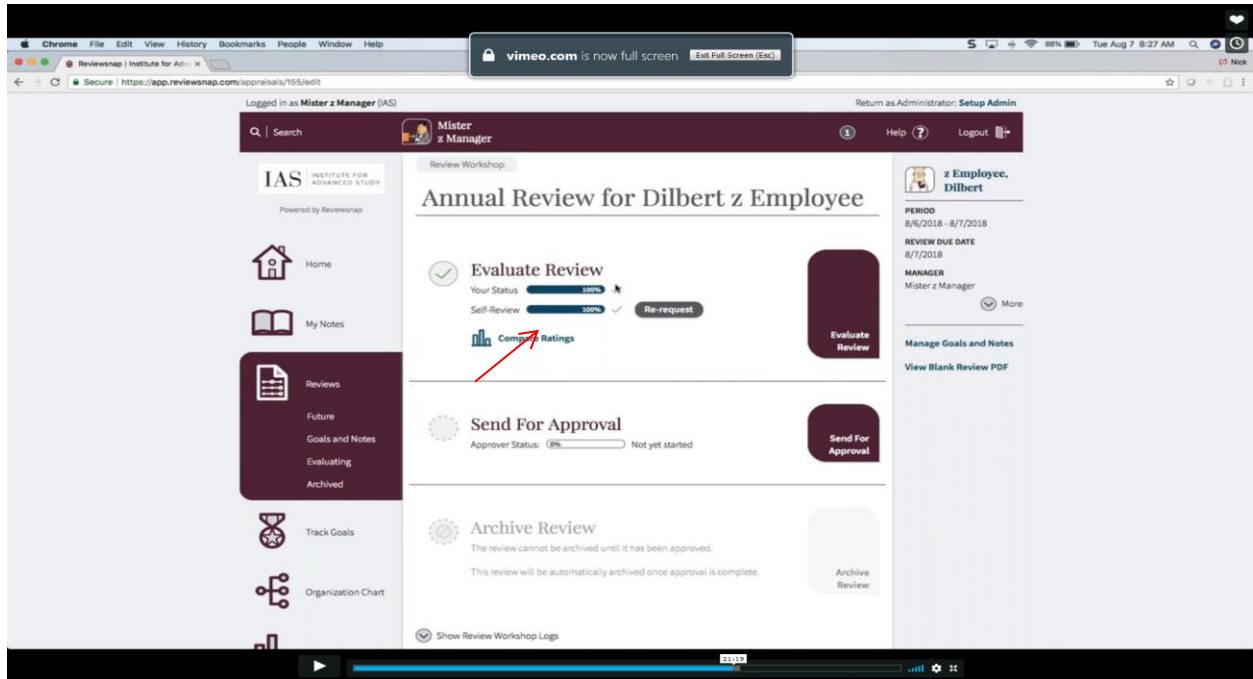 Chrome File Edit View History Bookmarks People Window Help
88% Tue Aug 7 8:27 AM
Reviewsnap | Institute for Adv
Nick
vimeo.com is now full screen Exit Full Screen (Esc)
Secure | https://app.reviewsnap.com/appraisals/155/edit
Logged in as Mister z Manager (IAS)
Return as Administrator: Setup Admin
Search
Mister
z Manager
1
Help ?
Logout
IAS INSTITUTE FOR
ADVANCED STUDY
Powered by Reviewsnap
Home
My Notes
Reviews
Future
Goals and Notes
Evaluating
Archived
Track Goals
Organization Chart
Review Workshop
Annual Review for Dilbert z Employee
Evaluate Review
Your Status 100%
Self-Review 100% Re-request
Compare Ratings
Evaluate
Review
Send For Approval
Approver Status: 0% Not yet started
Send For
Approval
Archive Review
The review cannot be archived until it has been approved.
This review will be automatically archived once approval is complete.
Archive
Review
Show Review Workshop Logs
z Employee,
Dilbert
PERIOD
8/6/2018 - 8/7/2018
REVIEW DUE DATE
8/7/2018
MANAGER
Mister z Manager
More
Manage Goals and Notes
View Blank Review PDF
21:19